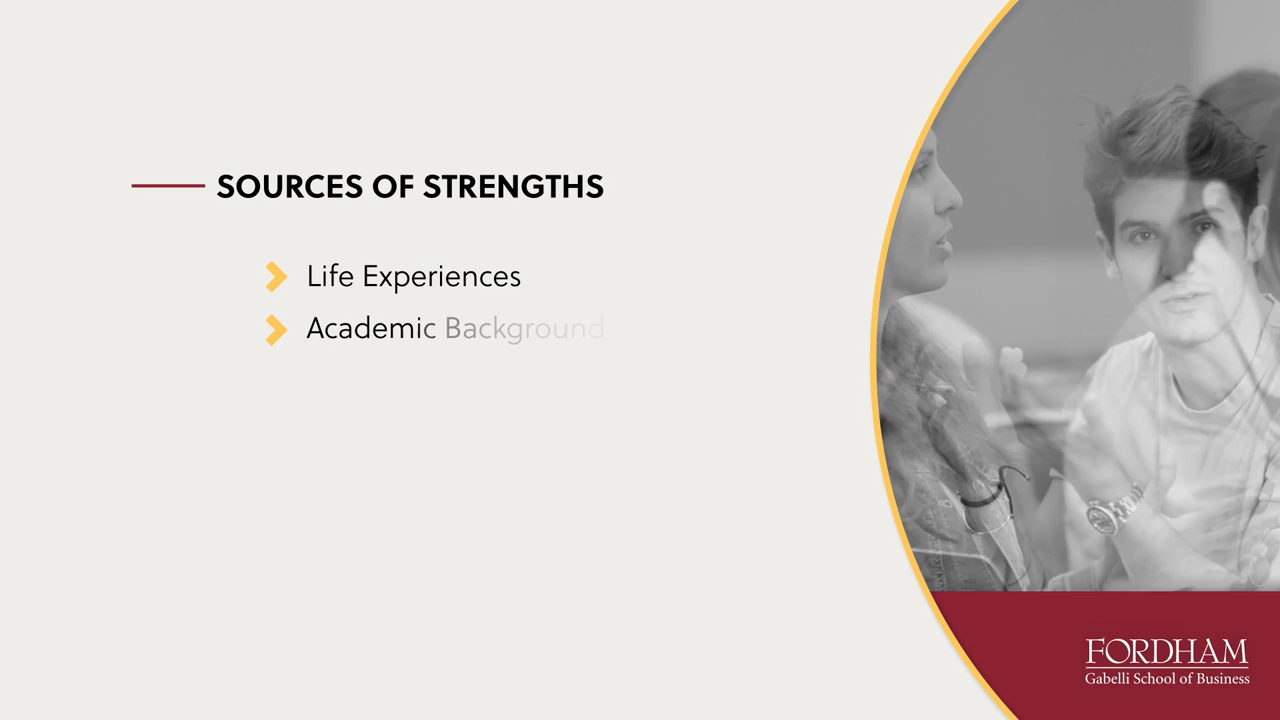 SOURCES OF STRENGTHS
Life Experiences
Academic Background
FORDHAM
Gabelli School of Business